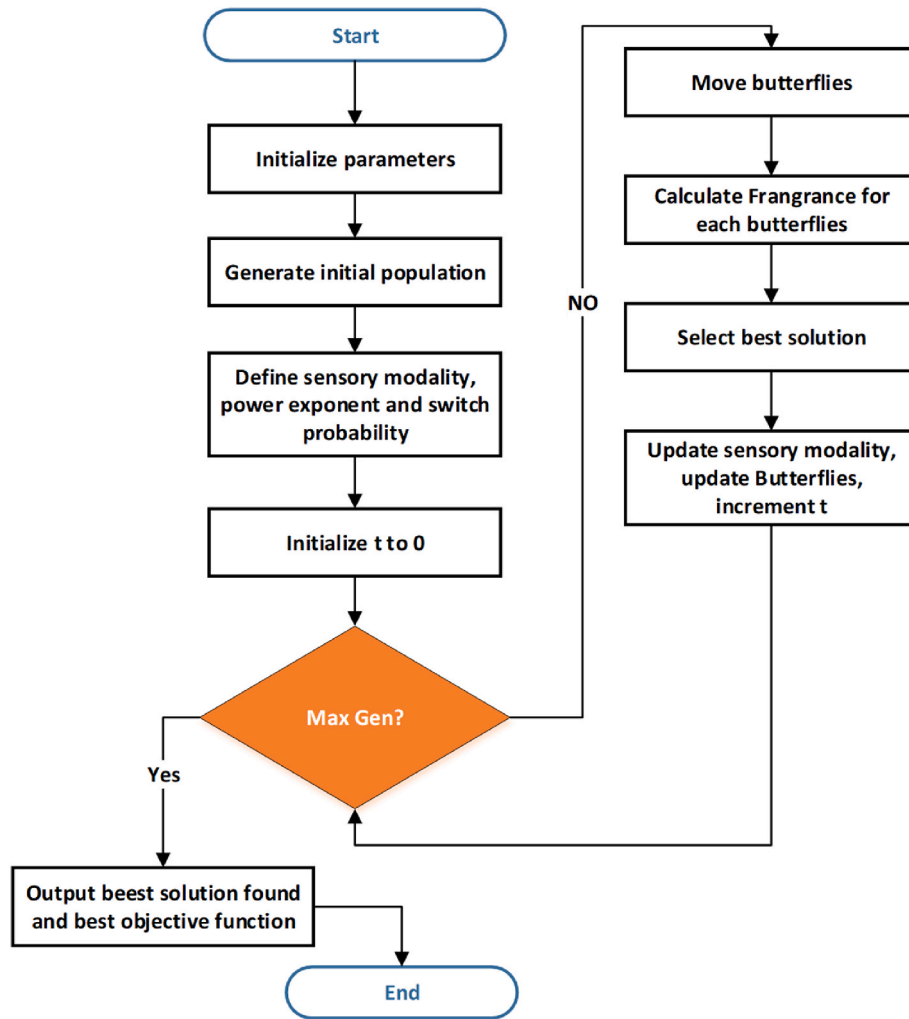 Start
Initialize parameters
Generate initial population
Define sensory modality,
power exponent and switch
probability
Initialize t to 0
Max Gen?
Yes
Output beest solution found
and best objective function
End
NO
Move butterflies
Calculate Frangrance for
each butterflies
Select best solution
Update sensory modality,
update Butterflies,
increment t